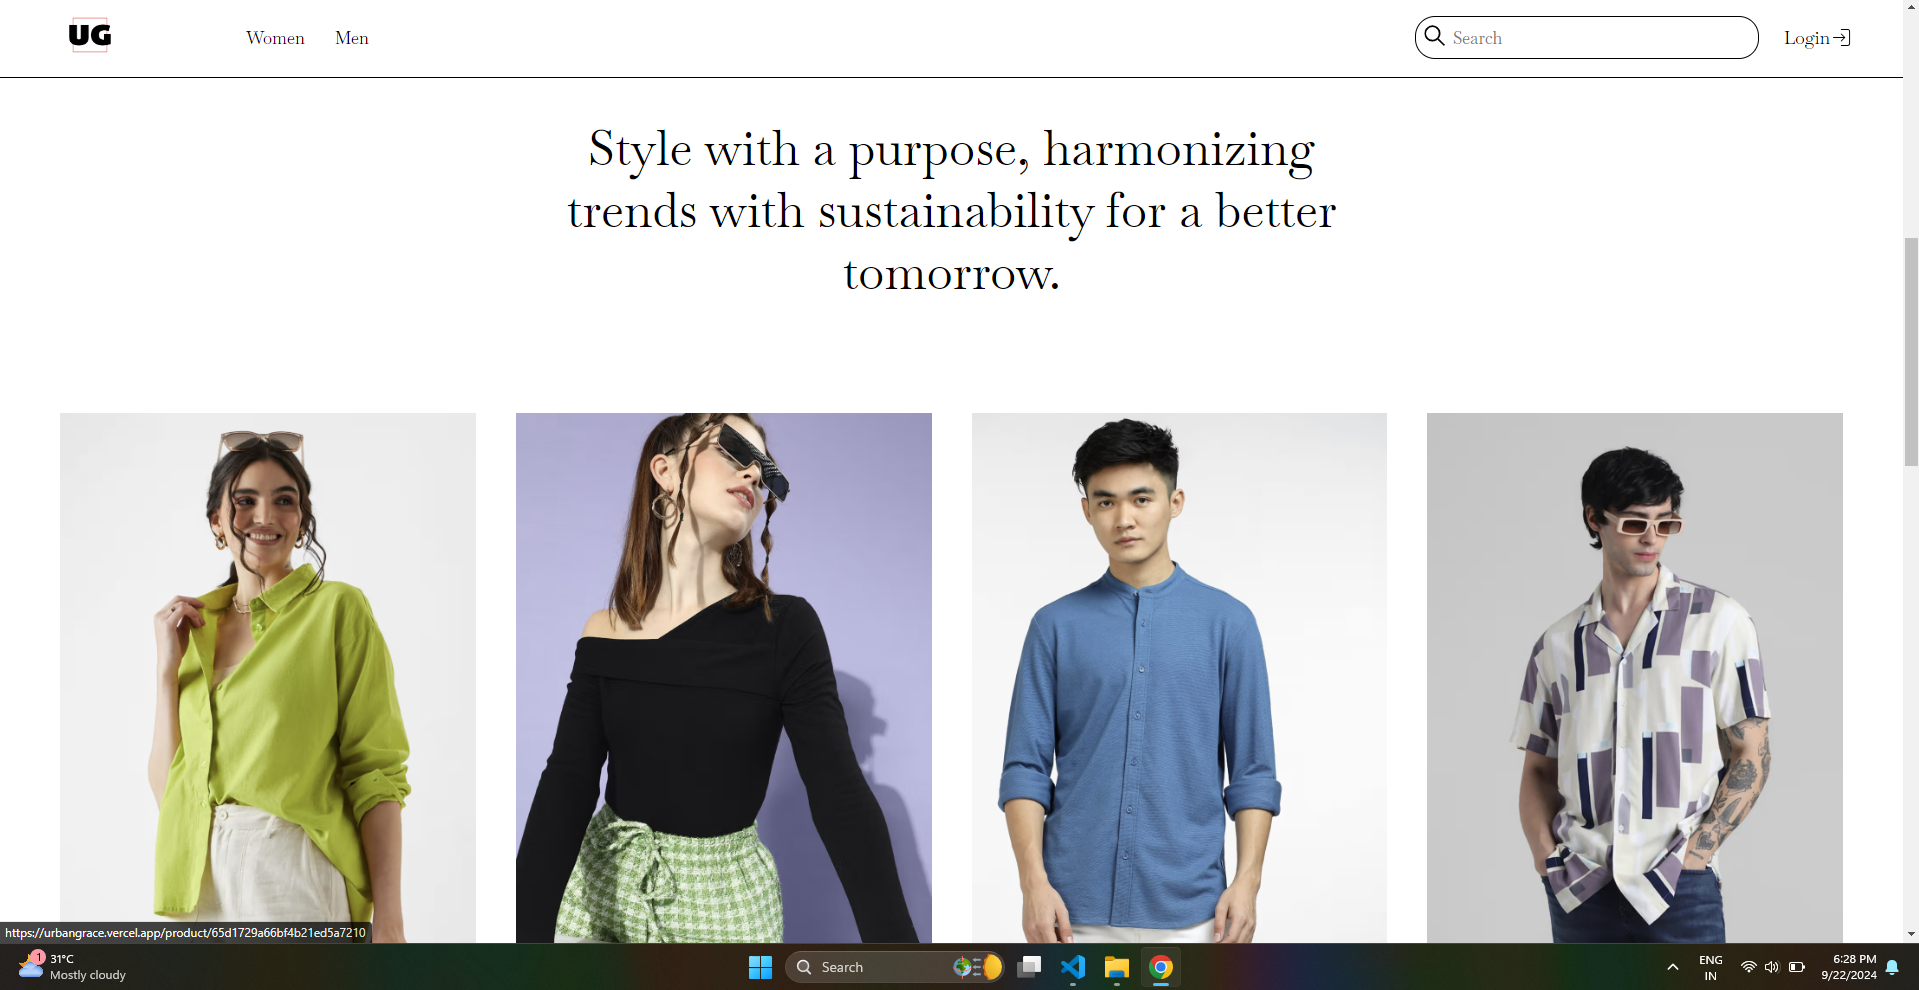 UG
Women
Men
Search
Login
Style with a purpose, harmonizing
trends with sustainability for a better
tomorrow.
https://urbangrace.vercel.app/product/65d1729a66bf4b21ed5a7210
1
31°C
Mostly cloudy
Search
ENG
IN
6:28 PM
9/22/2024